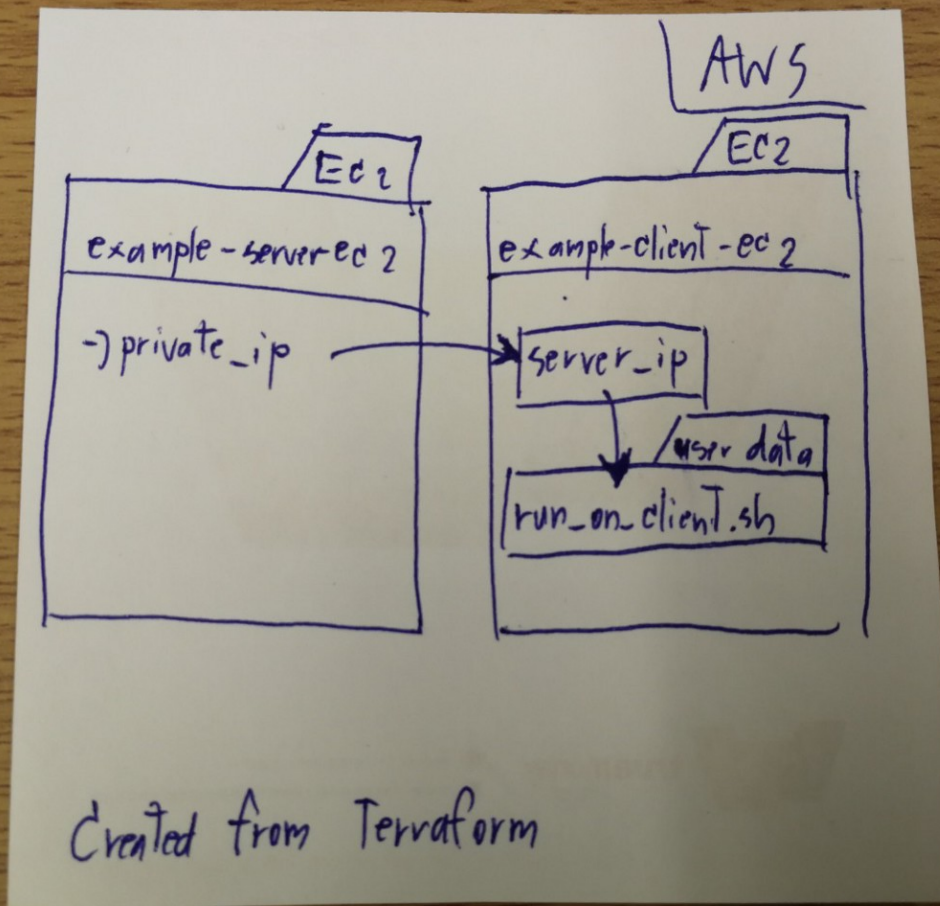 AWS
EC2
example-server-ec2
-> private_ip
EC2
example-client-ec2
server_ip
user data
run_on_client.sh
Created from Terraform